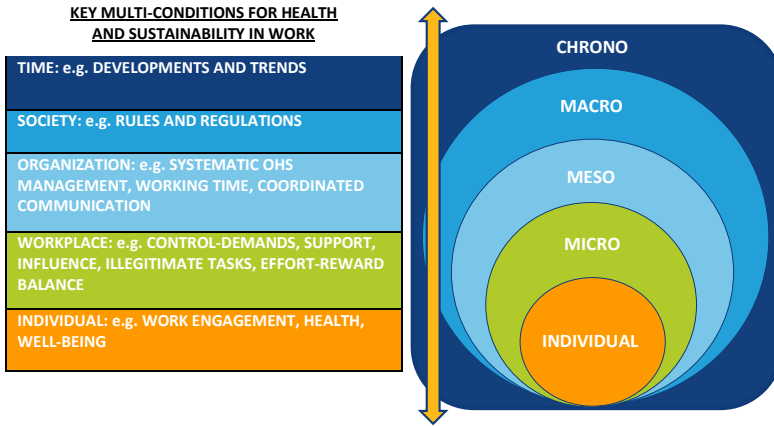 KEY MULTI-CONDITIONS FOR HEALTH
AND SUSTAINABILITY IN WORK
TIME: e.g. DEVELOPMENTS AND TRENDS
SOCIETY: e.g. RULES AND REGULATIONS
ORGANIZATION: e.g. SYSTEMATIC OHS
MANAGEMENT, WORKING TIME, COORDINATED
COMMUNICATION
WORKPLACE: e.g. CONTROL-DEMANDS, SUPPORT,
INFLUENCE, ILLEGITIMATE TASKS, EFFORT-REWARD
BALANCE
INDIVIDUAL: e.g. WORK ENGAGEMENT, HEALTH,
WELL-BEING
CHRONO
MACRO
MESO
MICRO
INDIVIDUAL